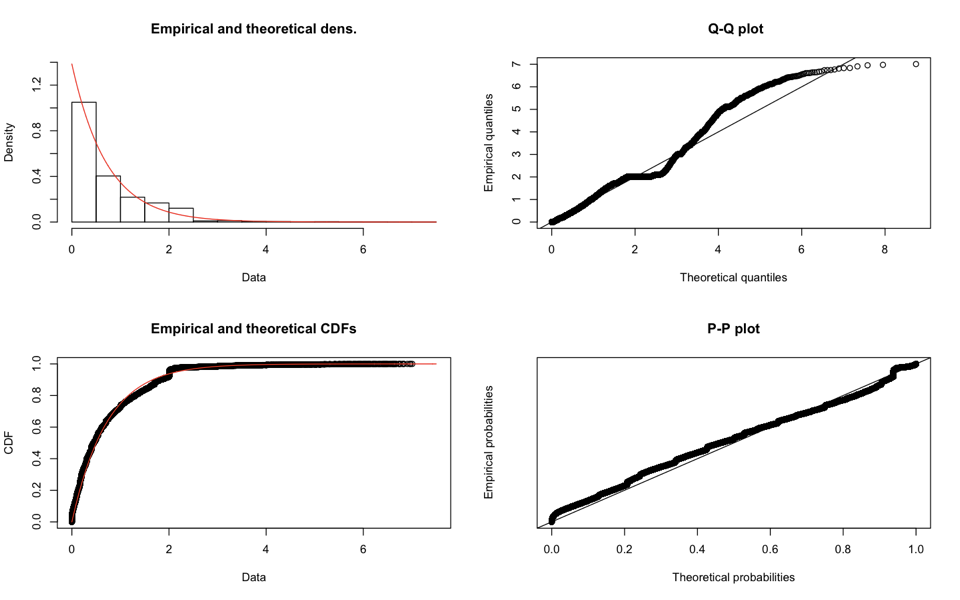 Empirical and theoretical dens.
Density
0.0 0.4 0.8 1.2
0 2 4 6
Data
Q-Q plot
Empirical quantiles
0 1 2 3 4 5 6 7
0 2 4 6 8
Theoretical quantiles
Empirical and theoretical CDFs
CDF
0.0 0.2 0.4 0.6 0.8 1.0
0 2 4 6
Data
P-P plot
Empirical probabilities
0.0 0.2 0.4 0.6 0.8 1.0
Theoretical probabilities